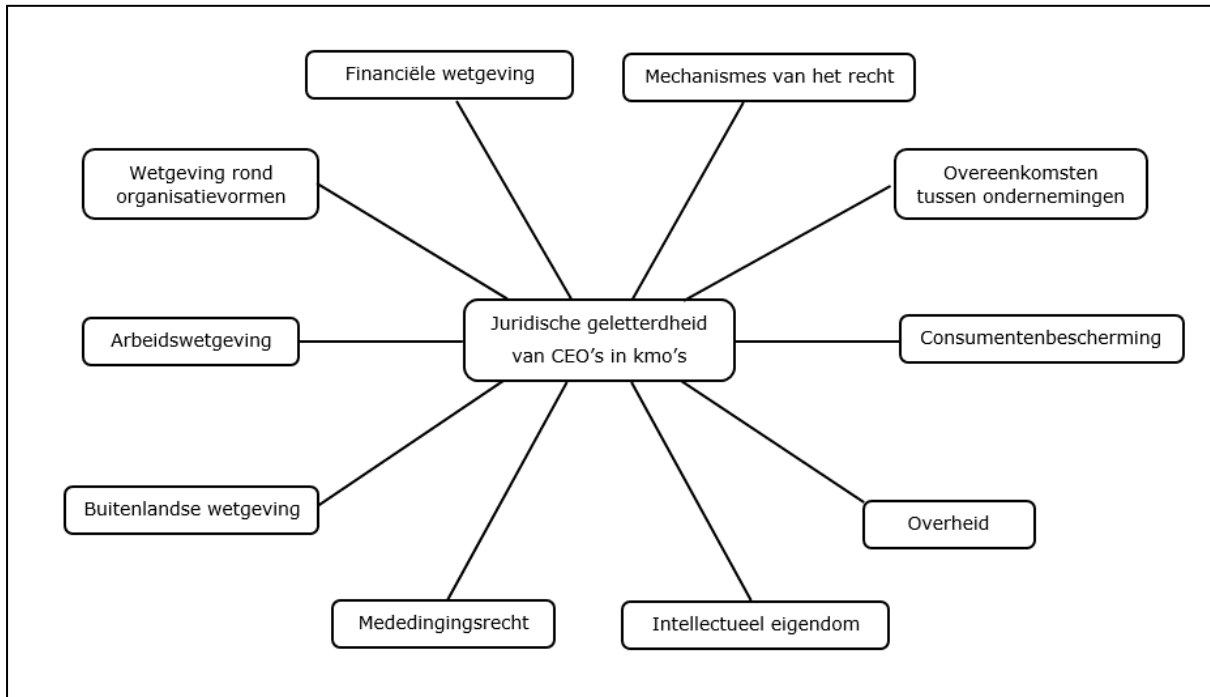 Financiële wetgeving
Mechanismes van het recht
Wetgeving rond
organisatievormen
Overeenkomsten
tussen ondernemingen
Juridische geletterdheid
van CEO’s in kmo’s
Arbeidswetgeving
Consumentenbescherming
Buitenlandse wetgeving
Overheid
Mededingingsrecht
Intellectueel eigendom